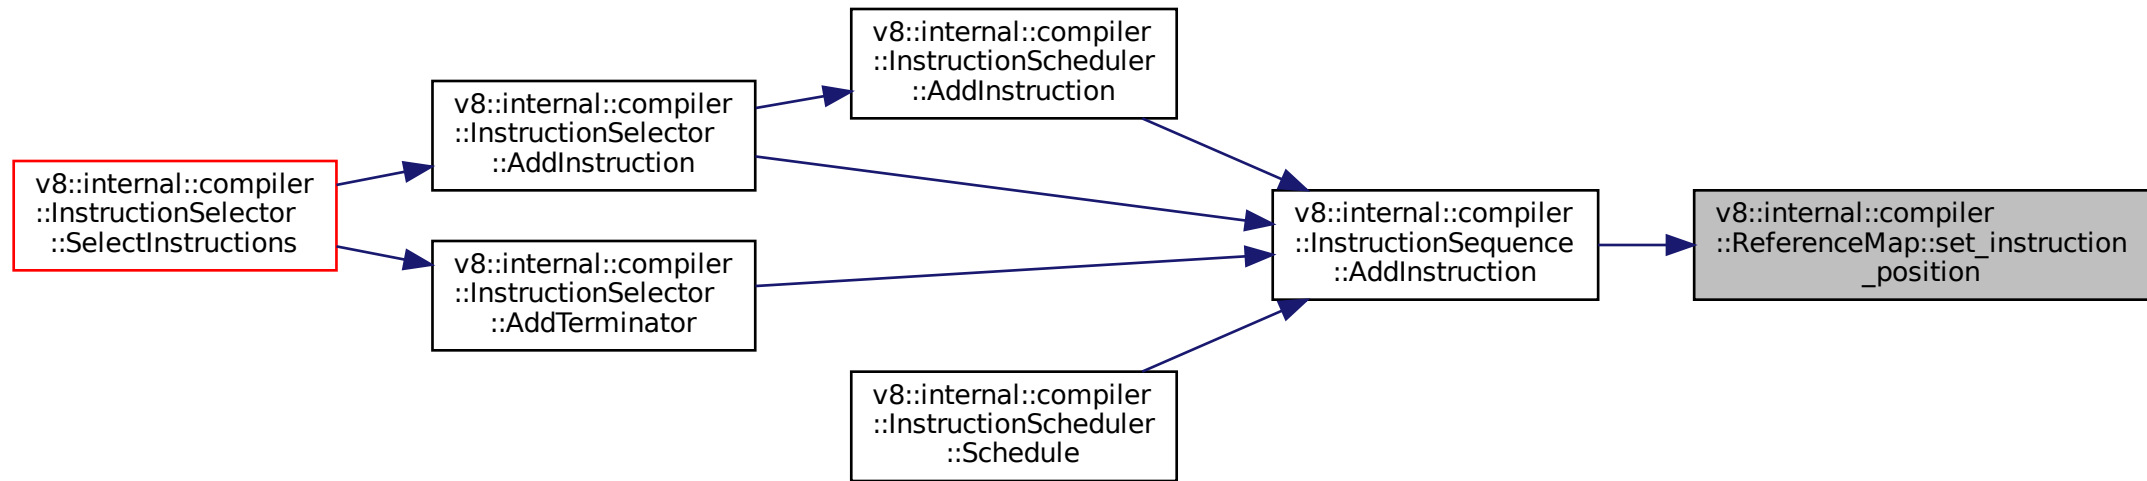 v8::internal::compiler
::InstructionSelector
::SelectInstructions
v8::internal::compiler
::InstructionSelector
::AddInstruction
v8::internal::compiler
::InstructionSelector
::AddTerminator
v8::internal::compiler
::InstructionScheduler
::AddInstruction
v8::internal::compiler
::InstructionScheduler
::Schedule
v8::internal::compiler
::InstructionSequence
::AddInstruction
v8::internal::compiler
::ReferenceMap::set_instruction
_position